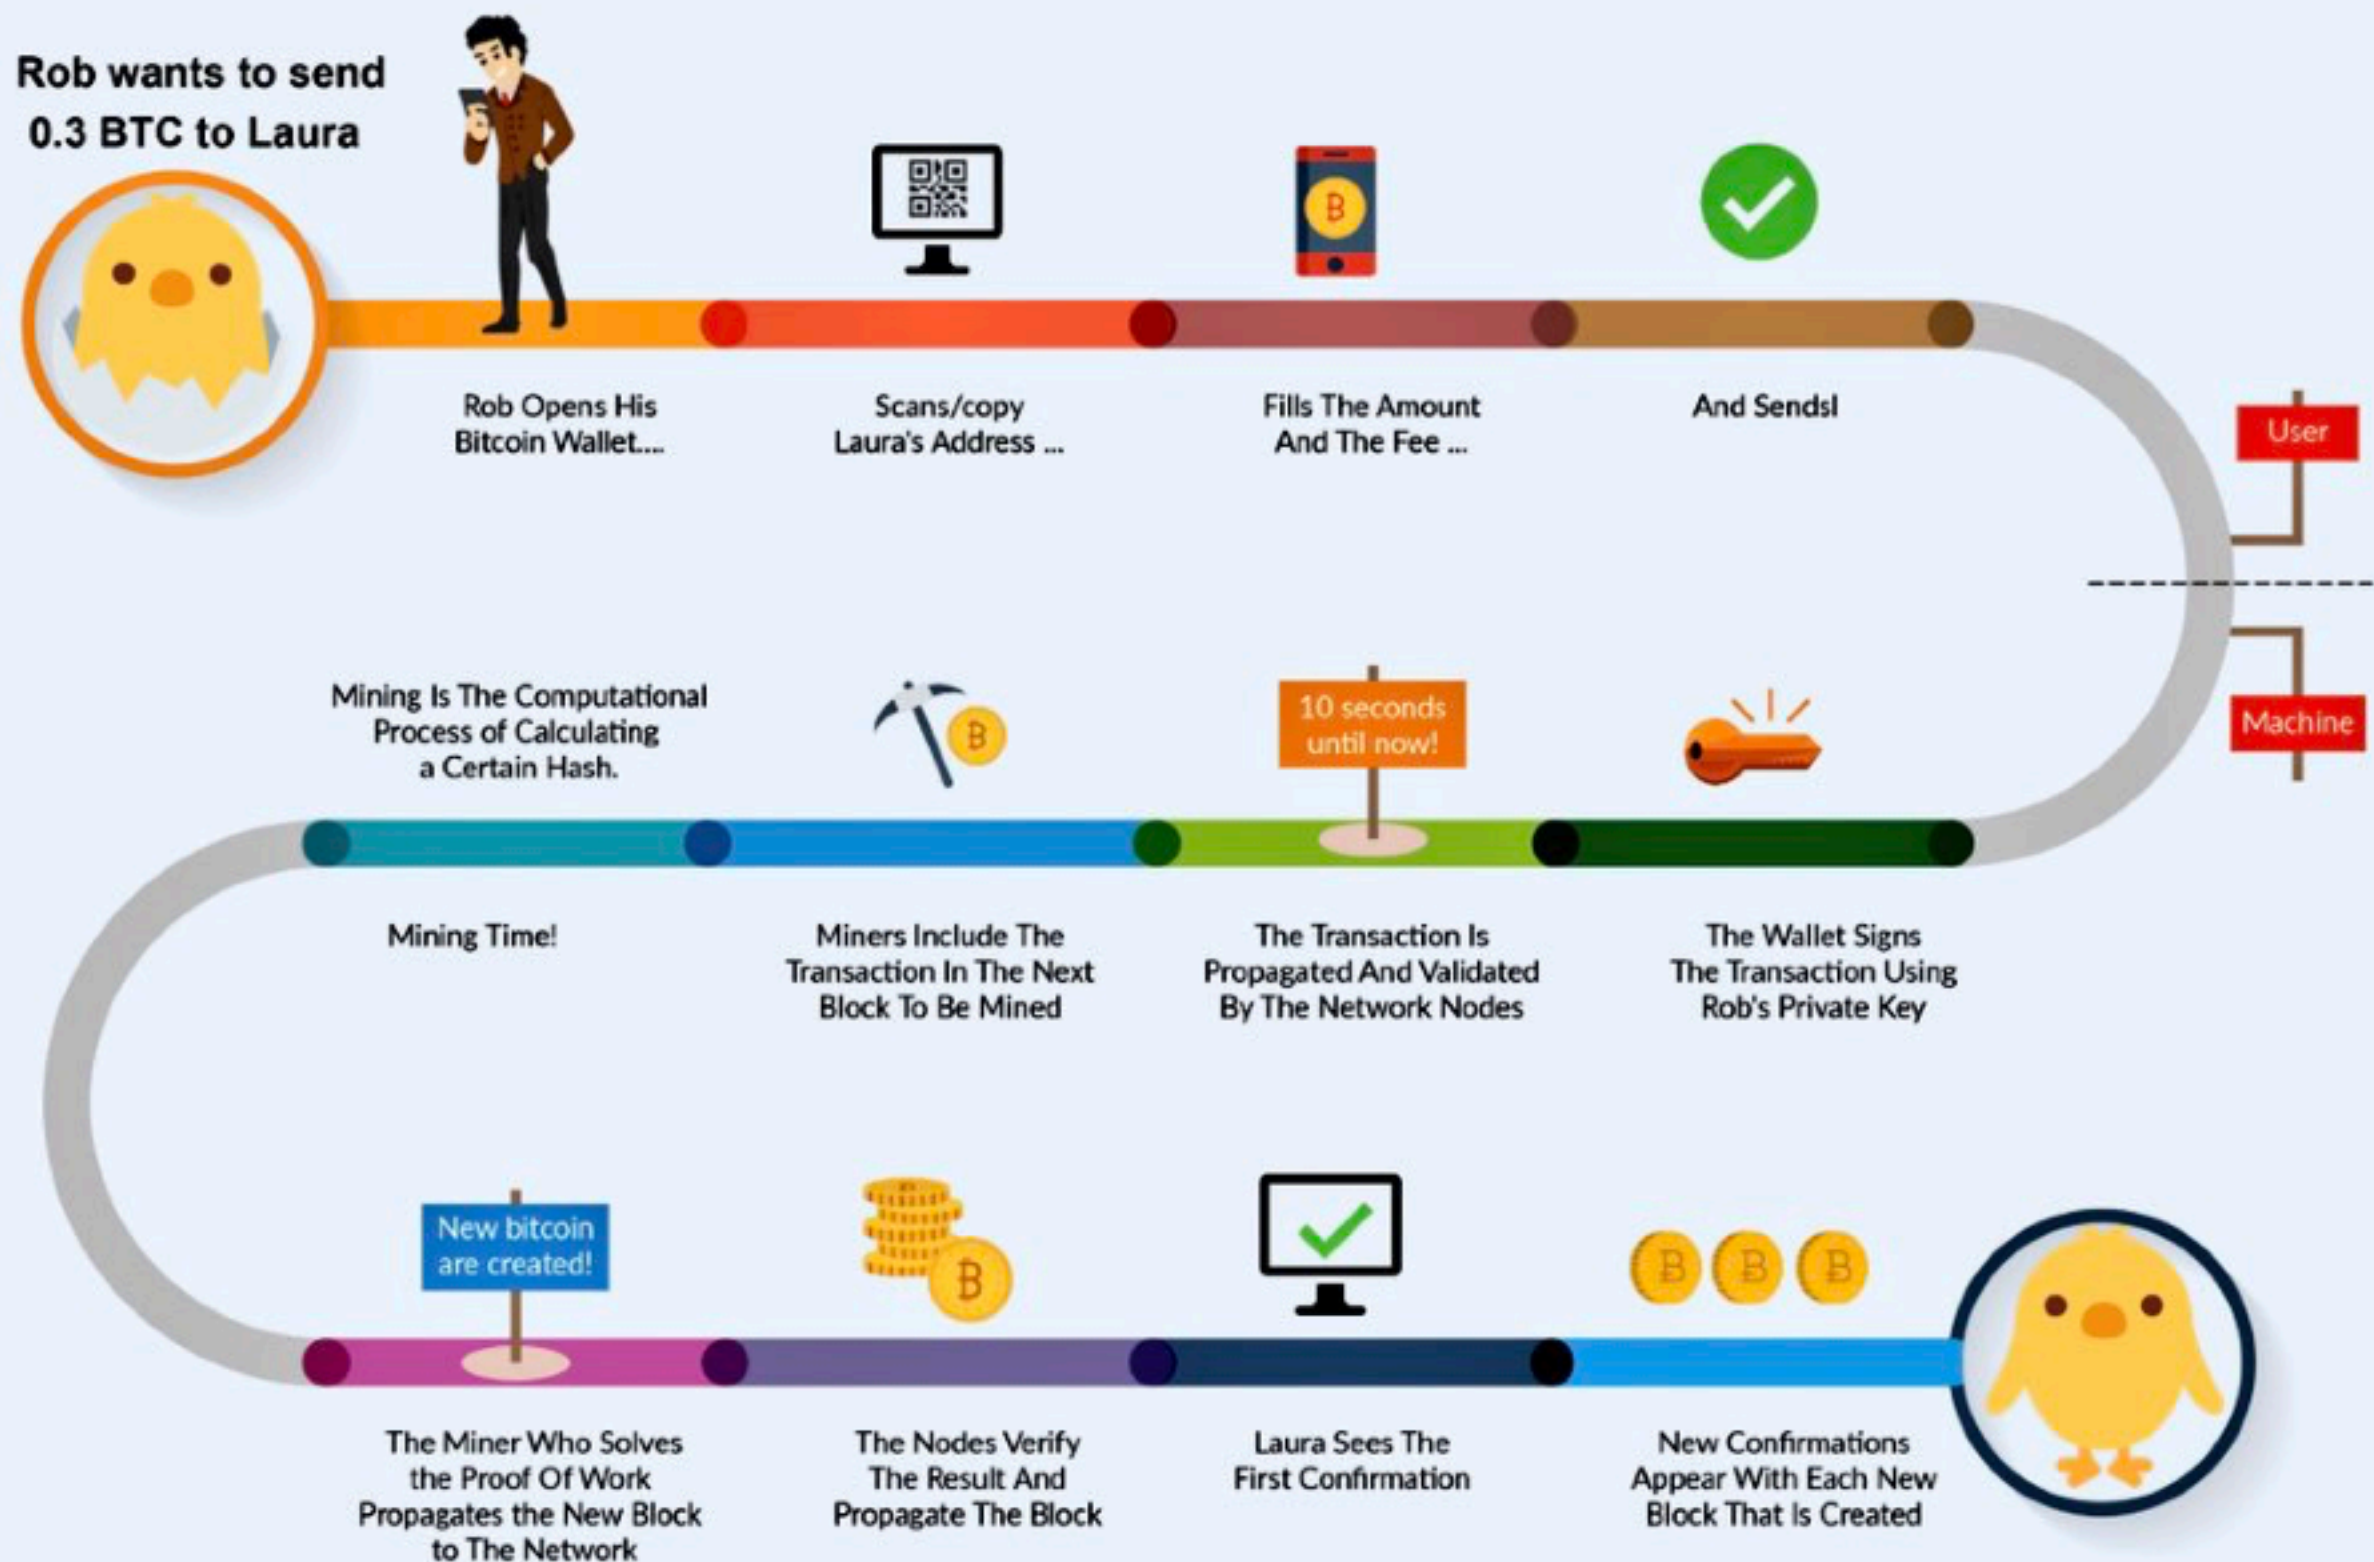 Rob wants to send
0.3 BTC to Laura
Rob Opens His
Bitcoin Wallet....
Scans/copy
Laura's Address ...
Fills The Amount
And The Fee ...
And Sends!
User
Machine
The Wallet Signs
The Transaction Using
Rob's Private Key
10 seconds
until now!
The Transaction Is
Propagated And Validated
By The Network Nodes
Miners Include The
Transaction In The Next
Block To Be Mined
Mining Is The Computational
Process of Calculating
a Certain Hash.
Mining Time!
New bitcoin
are created!
The Miner Who Solves
the Proof Of Work
Propagates the New Block
to The Network
The Nodes Verify
The Result And
Propagate The Block
Laura Sees The
First Confirmation
New Confirmations
Appear With Each New
Block That Is Created